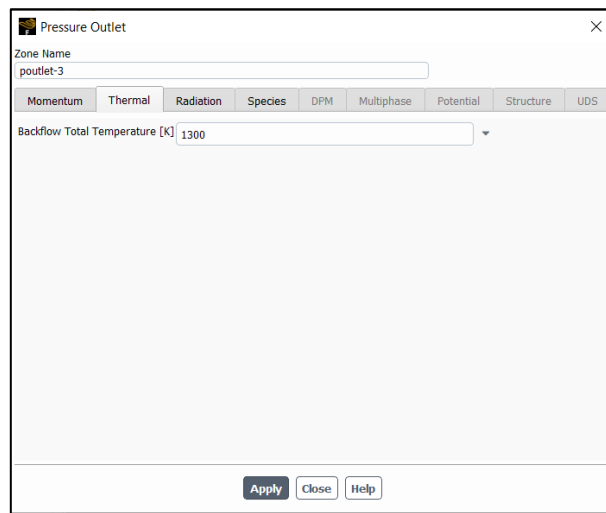 Pressure Outlet
Zone Name
poutlet-3
Momentum Thermal Radiation Species DPM Multiphase Potential Structure UDS
Backflow Total Temperature [K] 1300
Apply Close Help